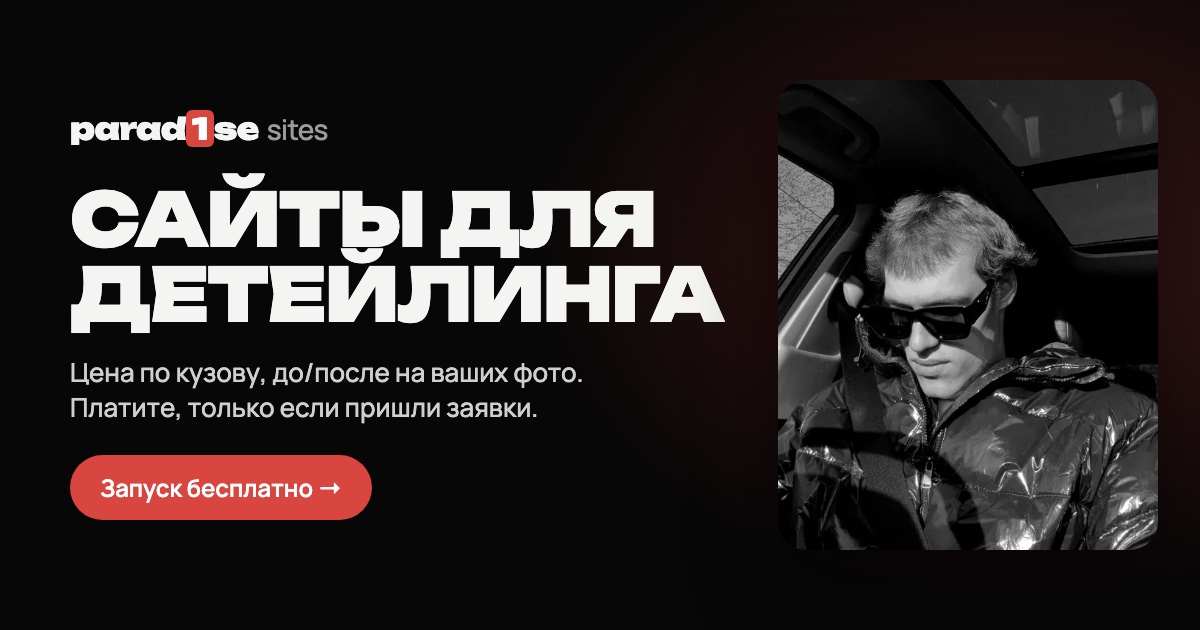 parad1se sites
САЙТЫ ДЛЯ
ДЕТЕЙЛИНГА
Цена по кузову, до/после на ваших фото.
Платите, только если пришли заявки.
Запуск бесплатно →